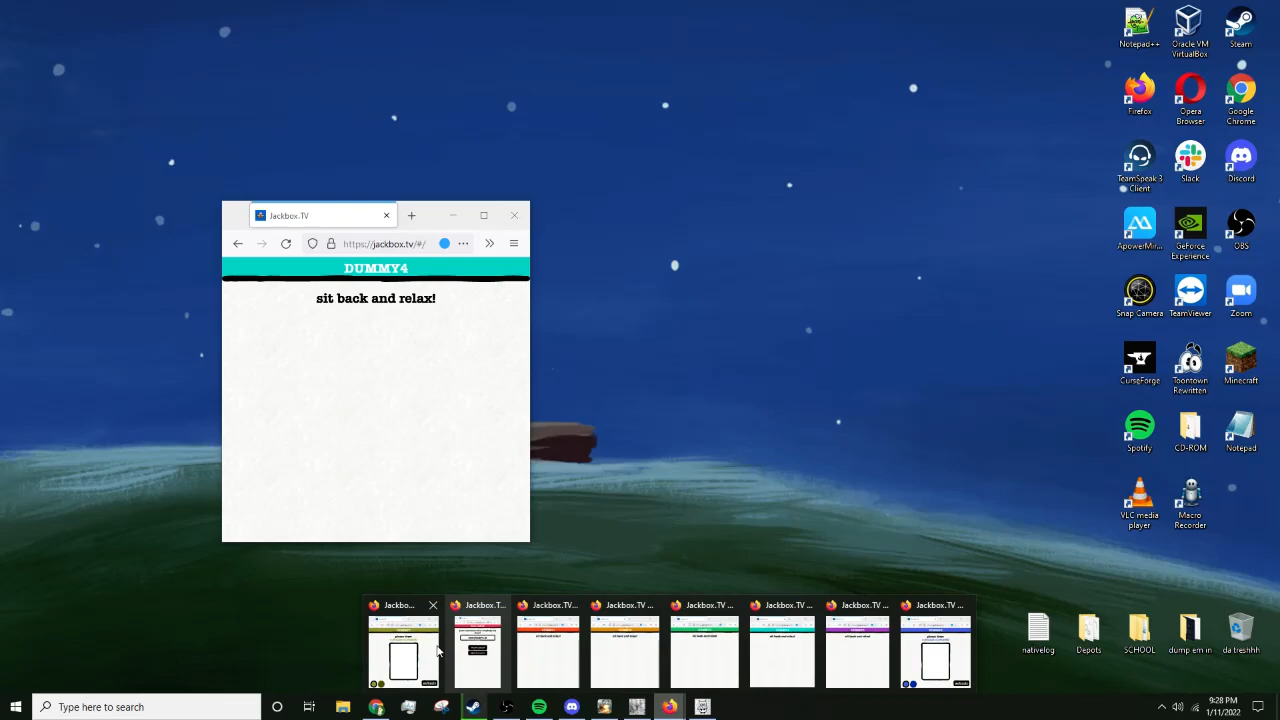 Notepad++
Oracle VM
VirtualBox
Steam
Firefox
Opera
Browser
Google
Chrome
TeamSpeak 3
Client
Slack
Discord
ApowerMir...
GeForce
Experience
OBS
Snap Camera
TeamViewer
Zoom
CurseForge
Toontown
Rewritten
Minecraft
Spotify
CD-ROM
Notepad
VLC media
player
Macro
Recorder
Jackbox.TV
https://jackbox.tv/#/
DUMMY4
sit back and relax!
Jackbo...
Jackbox.T...
Jackbox.TV...
Jackbox.TV ...
Jackbox.TV ...
Jackbox.TV ...
Jackbox.TV ...
Jackbox.TV ...
nativelog
Depots
SCHOOL
dump em in
da treshhh
Type here to search
9:28 PM
1/11/2022